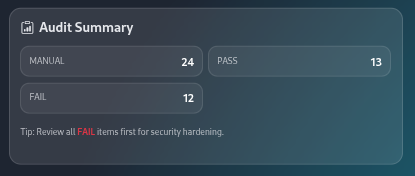 Audit Summary
MANUAL 24 PASS 13
FAIL 12
Tip: Review all FAIL items first for security hardening.